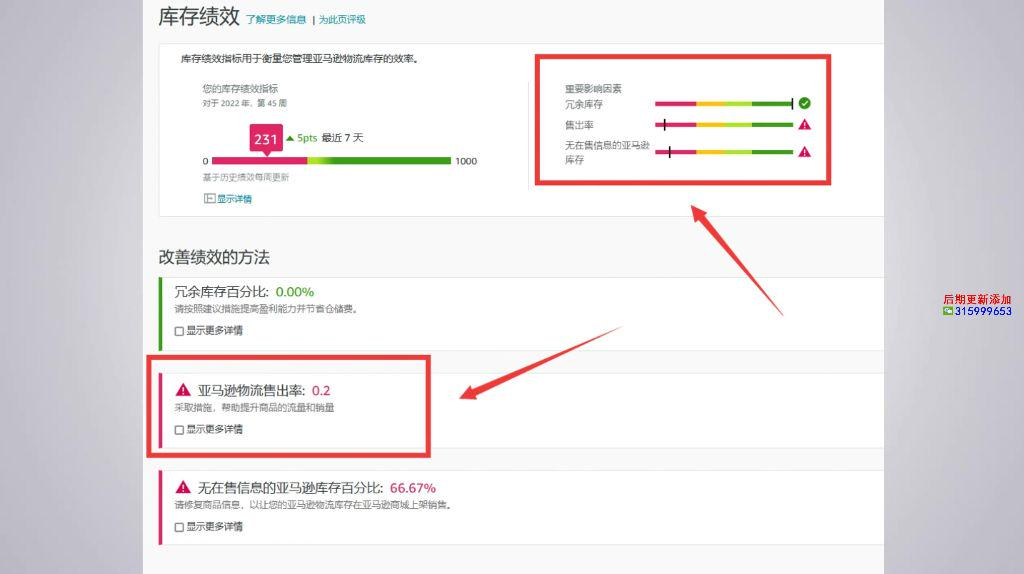 库存绩效 了解更多信息 | 为此页评级
库存绩效指标用于衡量您管理亚马逊物流库存的效率。
您的库存绩效指标
对于 2022 年，第 45 周
231
5pts 最近 7 天
0
1000
基于历史绩效每周更新
显示详情
重要影响因素
冗余库存
售出率
无在售信息的亚马逊
库存
改善绩效的方法
冗余库存百分比: 0.00%
请按照建议措施提高盈利能力并节省仓储费。
显示更多详情
亚马逊物流售出率: 0.2
采取措施，帮助提升商品的流量和销量
显示更多详情
无在售信息的亚马逊库存百分比: 66.67%
请修复商品信息，以让您的亚马逊物流库存在亚马逊商城上架销售。
显示更多详情
后期更新添加
315999653